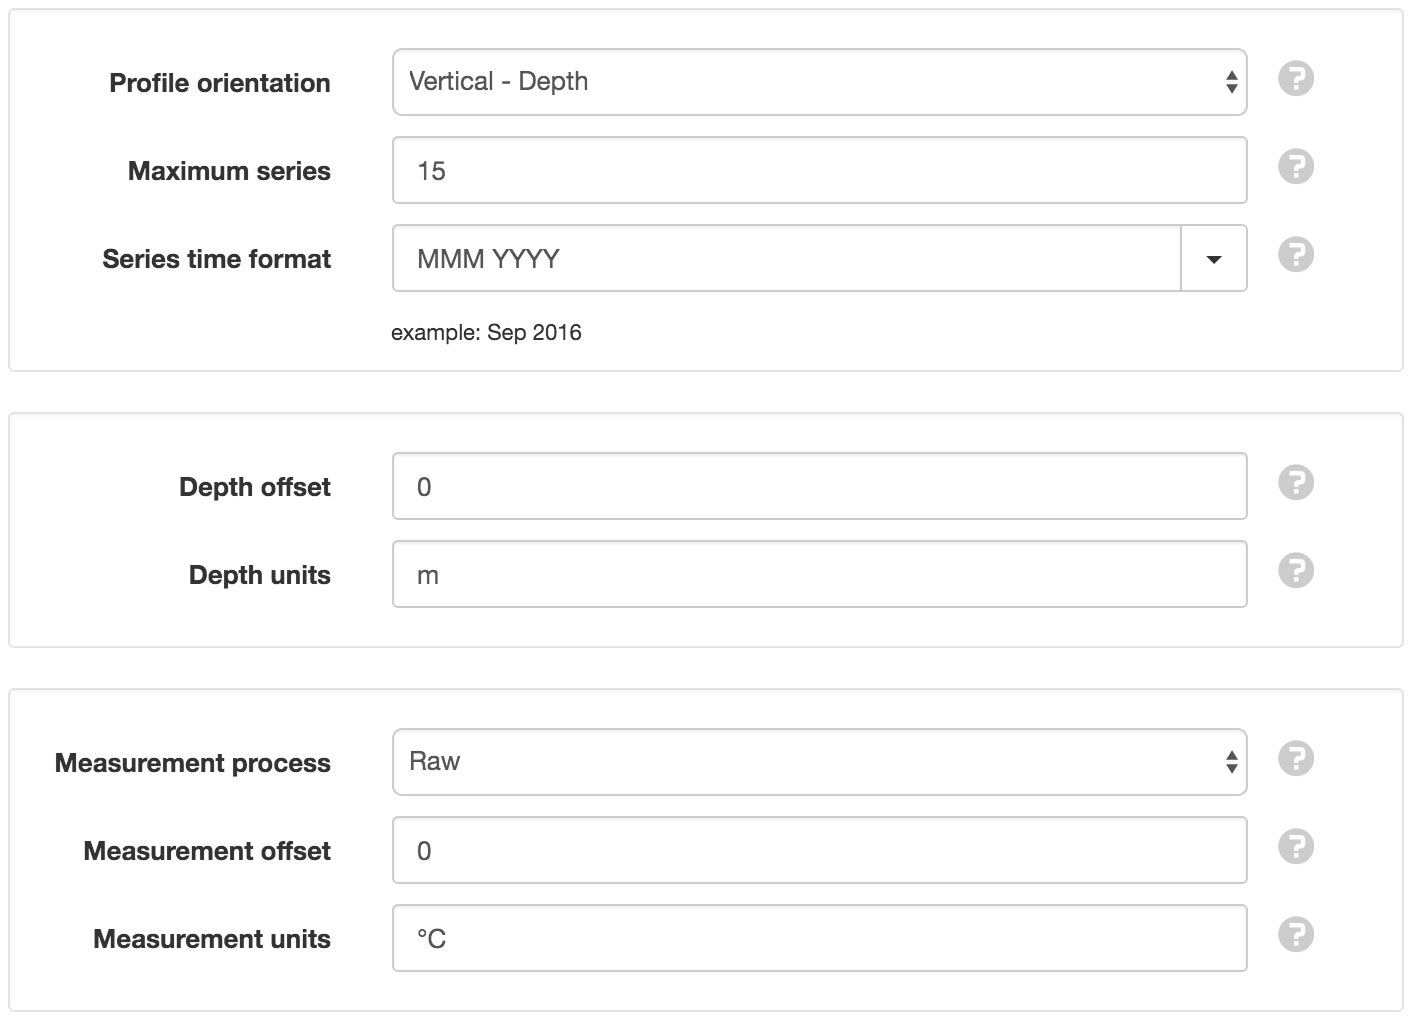 Profile orientation Vertical - Depth ?
Maximum series 15 ?
Series time format MMM YYYY ?
example: Sep 2016
Depth offset 0 ?
Depth units m ?
Measurement process Raw ?
Measurement offset 0 ?
Measurement units °C ?